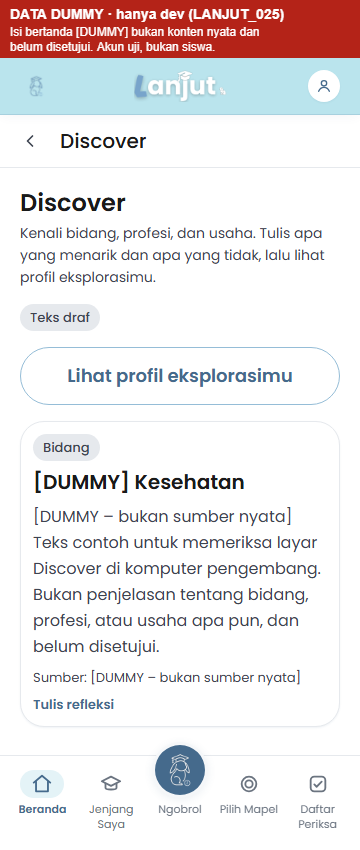 DATA DUMMY - hanya dev (LANJUT_025)
Isi bertanda [DUMMY] bukan konten nyata dan
belum disetujui. Akun uji, bukan siswa.
Lanjut
Discover
Discover
Kenali bidang, profesi, dan usaha. Tulis apa
yang menarik dan apa yang tidak, lalu lihat
profil eksplorasimu.
Teks draf
Lihat profil eksplorasimu
Bidang
[DUMMY] Kesehatan
[DUMMY – bukan sumber nyata]
Teks contoh untuk memeriksa layar
Discover di komputer pengembang.
Bukan penjelasan tentang bidang,
profesi, atau usaha apa pun, dan
belum disetujui.
Sumber: [DUMMY – bukan sumber nyata]
Tulis refleksi
Beranda
Jenjang
Saya
Ngobrol
Pilih Mapel
Daftar
Periksa